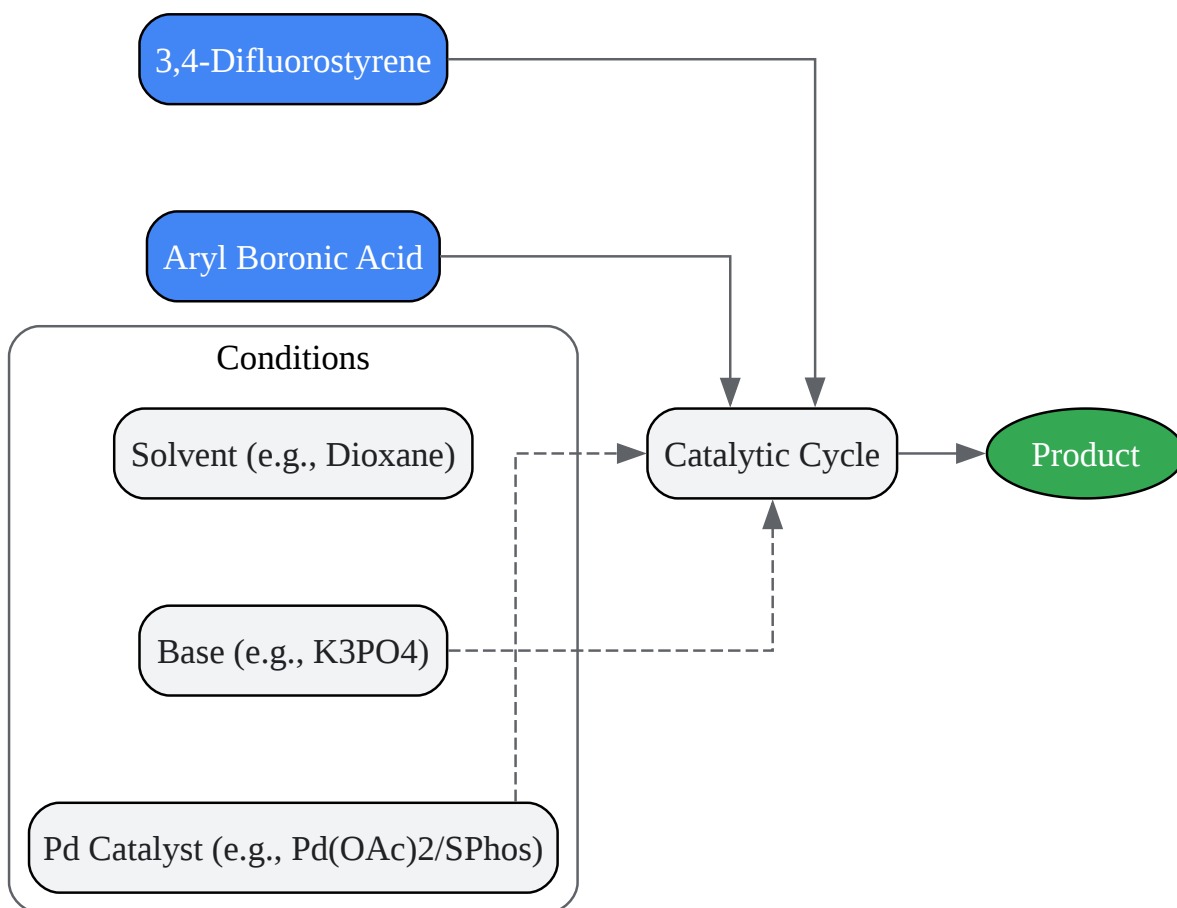 3,4-Difluorostyrene
Aryl Boronic Acid
Conditions
Solvent (e.g., Dioxane)
Catalytic Cycle
Product
Base (e.g., K3PO4)
Pd Catalyst (e.g., Pd(OAc)2/SPhos)